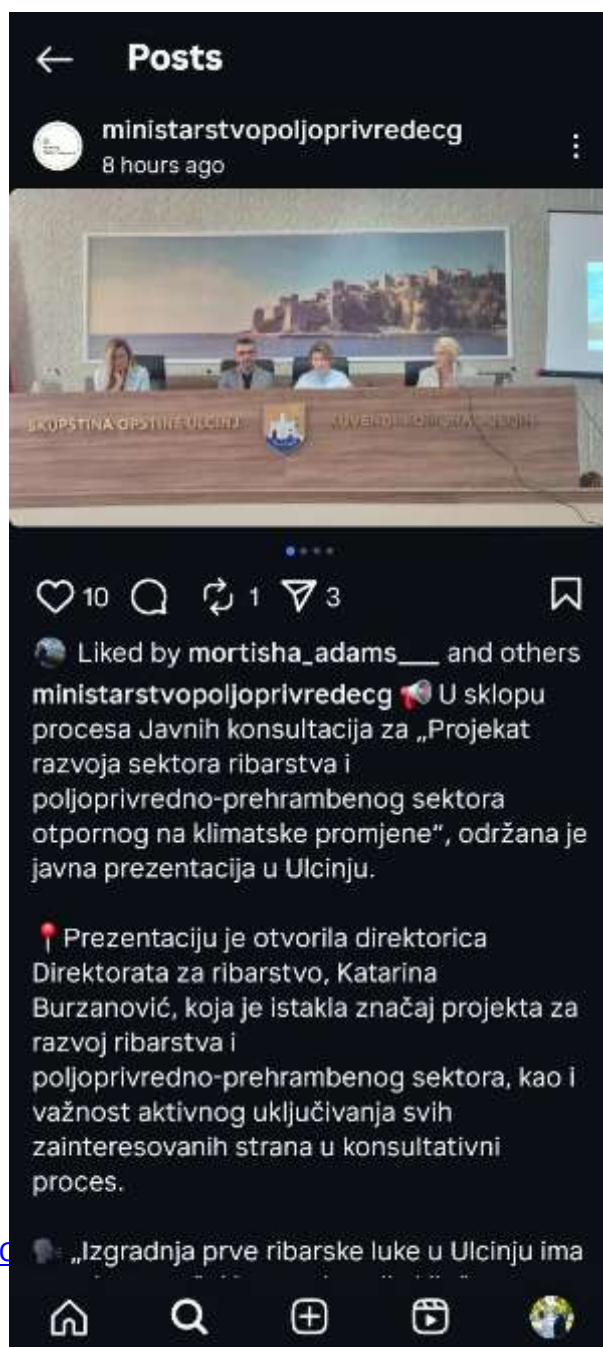 Posts
ministarstvopoljoprivredecg
8 hours ago
SKUPŠTINA OPŠTINE ULCINJ
10 1 3
Liked by mortisha_adams___ and others
ministarstvopoljoprivredecg 📢 U sklopu
procesa Javnih konsultacija za „Projekat
razvoja sektora ribarstva i
poljoprivredno-prehrambenog sektora
otpornog na klimatske promjene“, održana je
javna prezentacija u Ulcinju.
📍Prezentaciju je otvorila direktorica
Direktorata za ribarstvo, Katarina
Burzanović, koja je istakla značaj projekta za
razvoj ribarstva i
poljoprivredno-prehrambenog sektora, kao i
važnost aktivnog uključivanja svih
zainteresovanih strana u konsultativni
proces.
🗣 „Izgradnja prve ribarske luke u Ulcinju ima